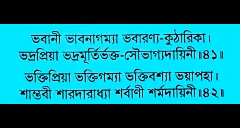 ভবানী ভাবনাগম্যা ভবারণ্য-কুঠারিকা।
ভদ্রপ্রিয়া ভদ্রমূর্তির্ভক্ত-সৌভাগ্যদায়িনী॥৪১॥
ভক্তিপ্রিয়া ভক্তিগম্যা ভক্তিবশ্যা ভয়াপহা।
শাম্ভবী শারদারাধ্যা শর্বাণী শর্মদায়িনী॥৪২॥